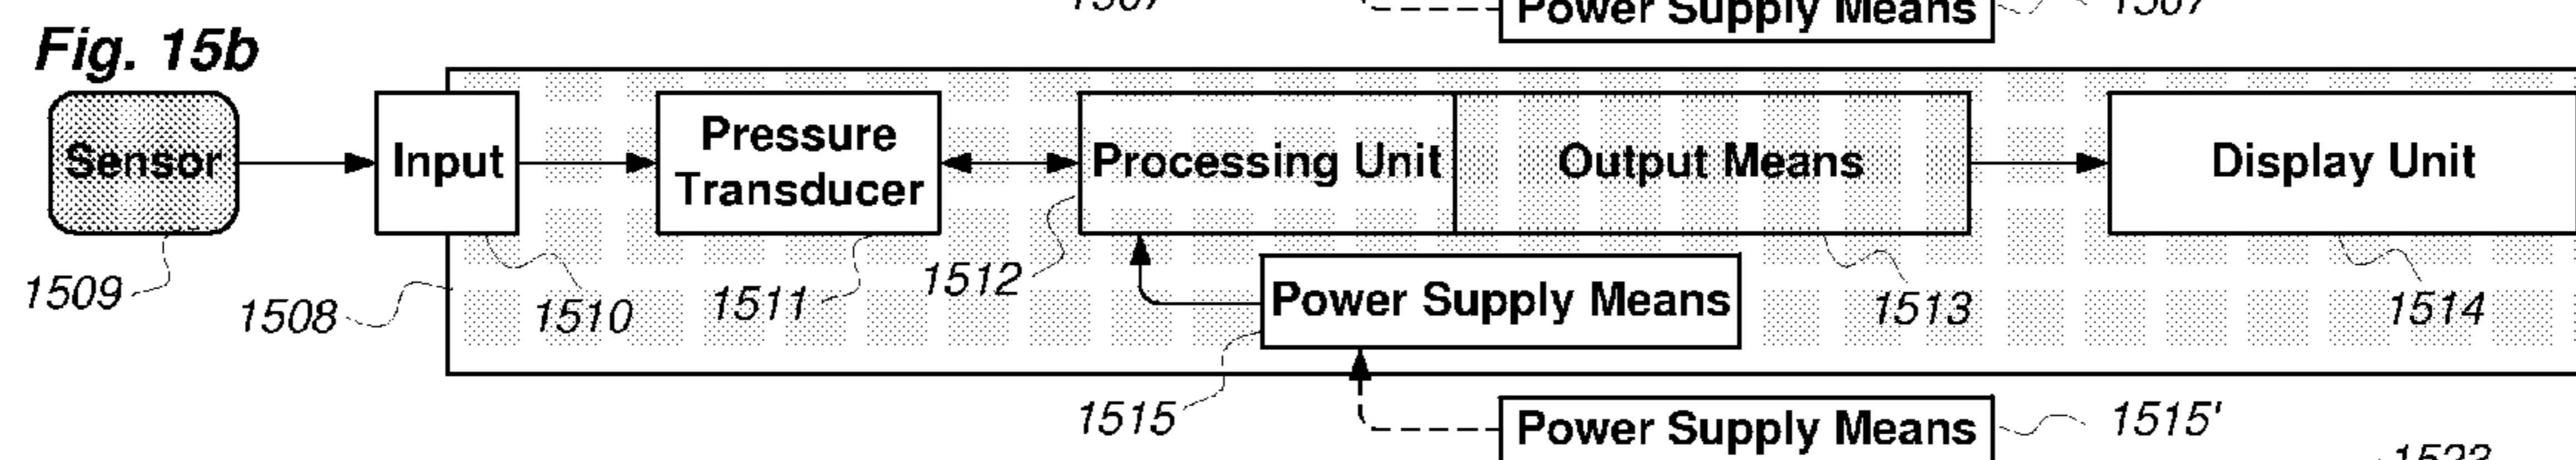 Power Supply Means
1507
Fig. 15b
Sensor
Input
Pressure
Transducer
Processing Unit
Output Means
Display Unit
1509
1508
1510
1511
1512
Power Supply Means
1513
1514
1515
Power Supply Means
1515'